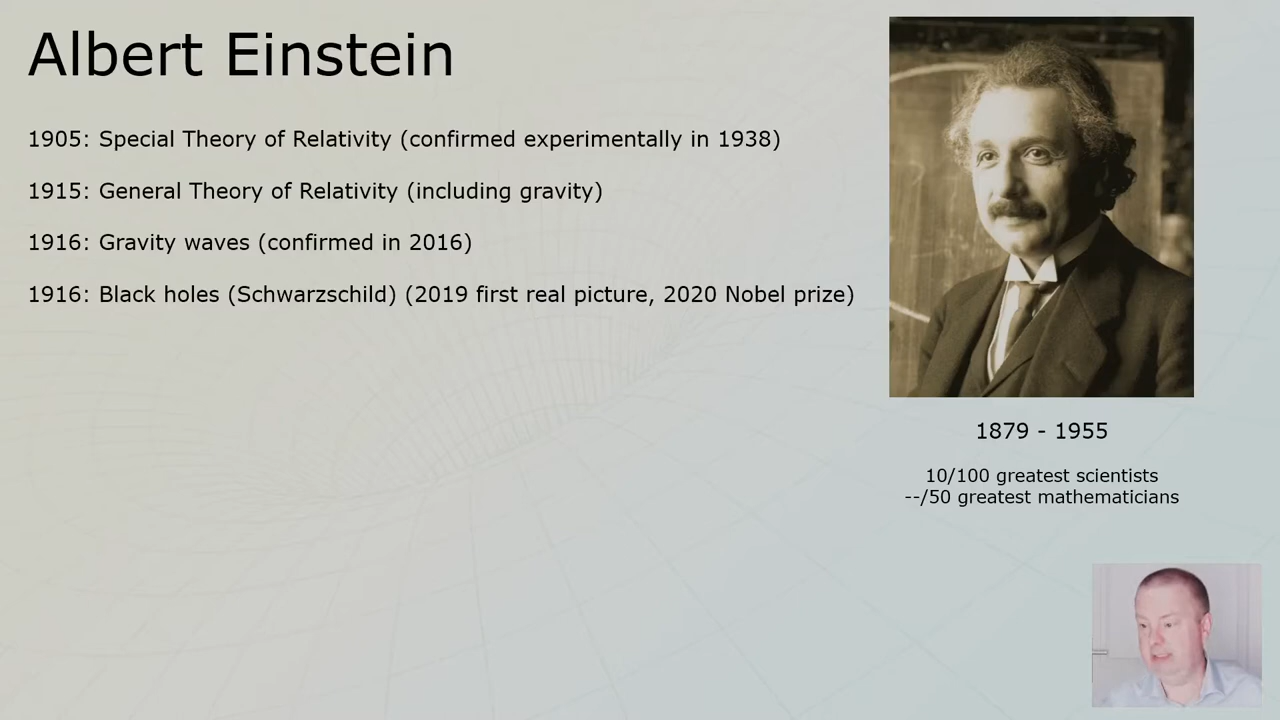 Albert Einstein
1905: Special Theory of Relativity (confirmed experimentally in 1938)
1915: General Theory of Relativity (including gravity)
1916: Gravity waves (confirmed in 2016)
1916: Black holes (Schwarzschild) (2019 first real picture, 2020 Nobel prize)
1879 - 1955
10/100 greatest scientists
--/50 greatest mathematicians